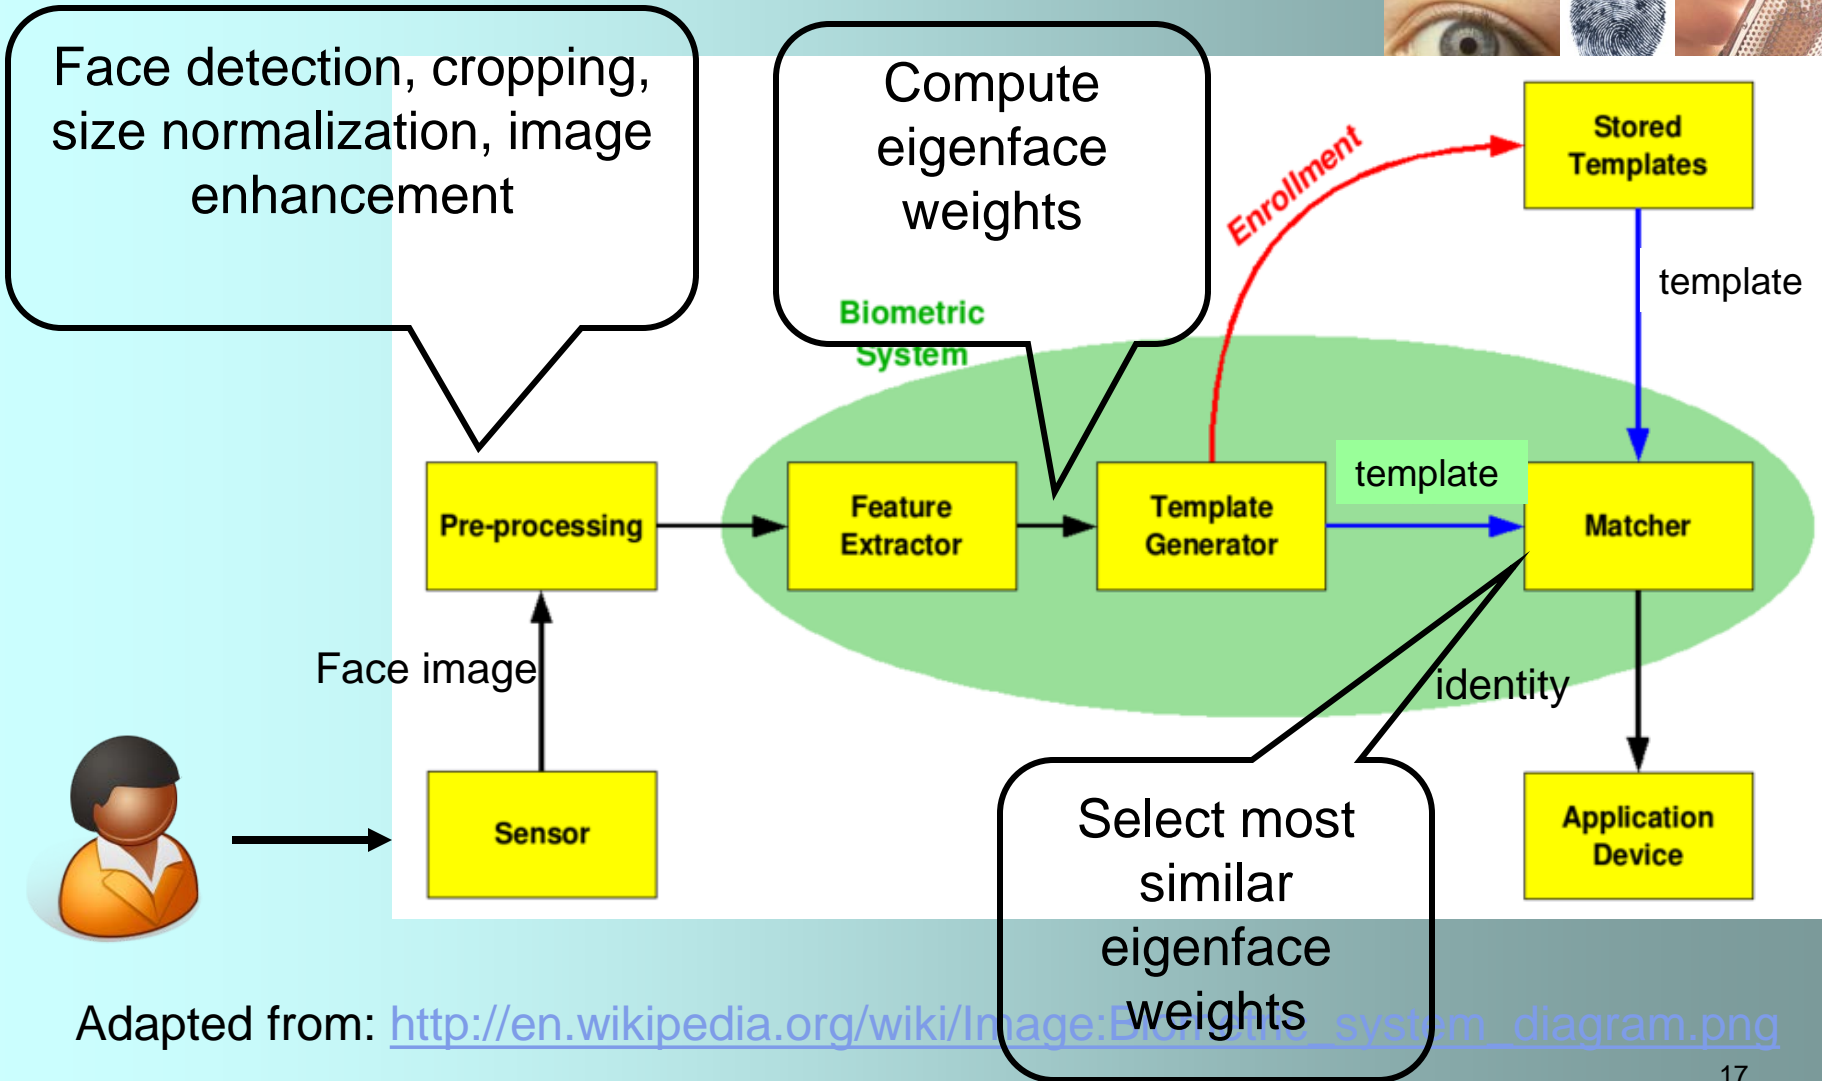 Face detection, cropping,
size normalization, image
enhancement
Compute
eigenface
weights
Stored
Templates
Enrollment
template
Biometric
System
template
Pre-processing
Feature
Extractor
Template
Generator
Matcher
Face image
identity
Sensor
Select most
similar
eigenface
weights
Application
Device
Adapted from: http://en.wikipedia.org/wiki/Image:Biometric_system_diagram.png
17